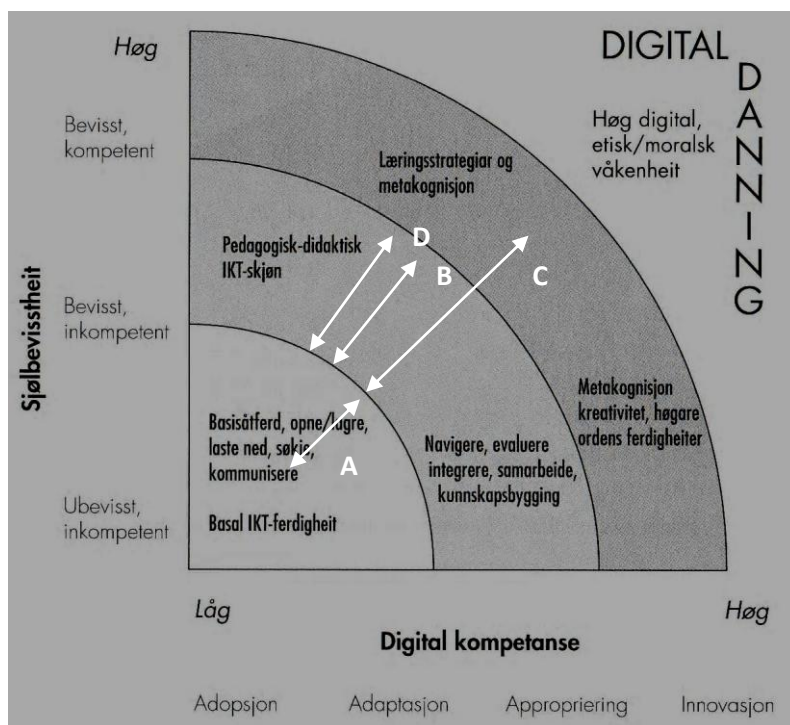 Høg
DIGITAL
DANNING
Høg digital,
etisk/moralsk
våkenheit
Bevisst,
kompetent
Læringsstrategiar og
metakognisjon
D
Pedagogisk-didaktisk
IKT-skjøn
B
C
Sjølbevisstheit
Bevisst,
inkompetent
Metakognisjon
kreativitet, høgare
ordens ferdigheiter
Basisåtferd, opne/lagre,
laste ned, søkje,
kommunisere
A
Navigere, evaluere
integrere, samarbeide,
kunnskapsbygging
Ubevisst,
inkompetent
Basal IKT-ferdigheit
Låg
Høg
Digital kompetanse
Adopsjon
Adaptasjon
Appropriering
Innovasjon